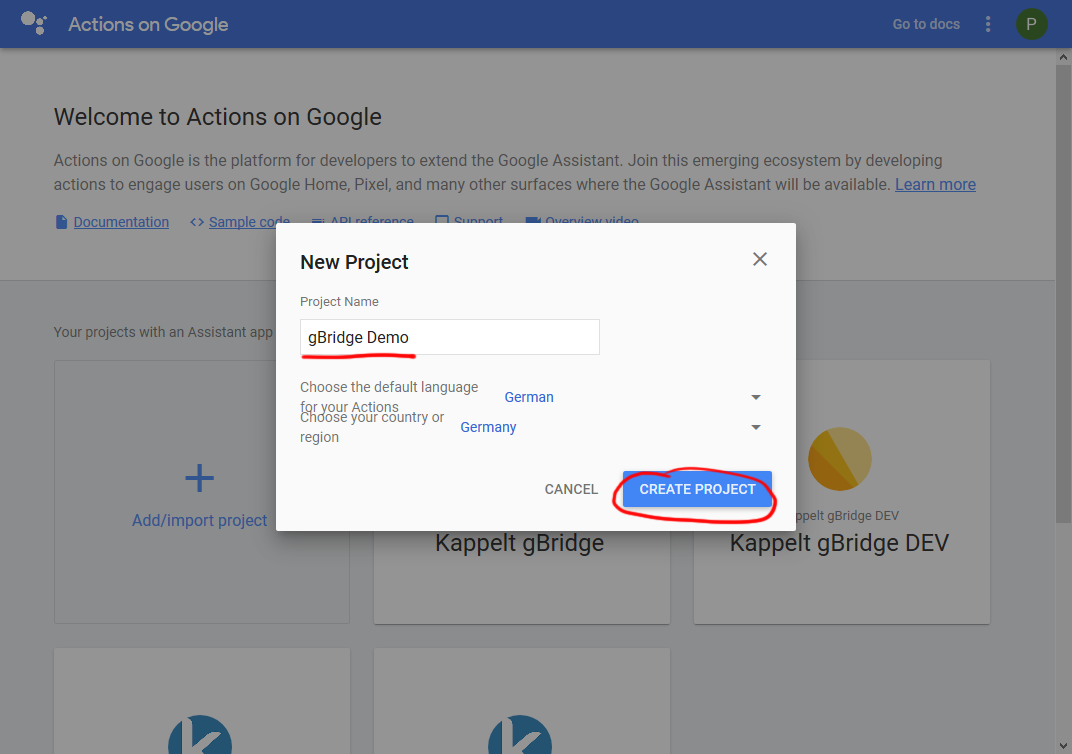 Actions on Google
Go to docs
P
Welcome to Actions on Google
Actions on Google is the platform for developers to extend the Google Assistant. Join this emerging ecosystem by developing
actions to engage users on Google Home, Pixel, and many other surfaces where the Google Assistant will be available. Learn more
Documentation
Sample code
API reference
Support
Overview video
New Project
Project Name
gBridge Demo
Choose the default language
for your Actions
German
Choose your country or
region
Germany
CANCEL
CREATE PROJECT
Your projects with an Assistant app
Add/import project
Kappelt gBridge
ppelt gBridge DEV
Kappelt gBridge DEV